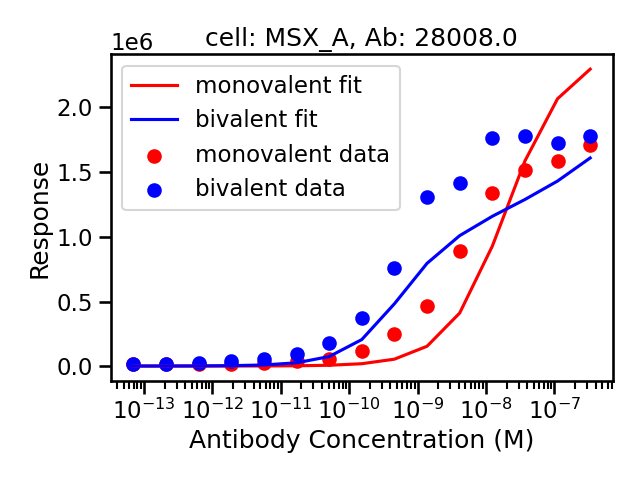 cell: MSX_A, Ab: 28008.0
1e6
monovalent fit
bivalent fit
monovalent data
bivalent data
Response
2.0
1.5
1.0
0.5
0.0
10⁻¹³ 10⁻¹² 10⁻¹¹ 10⁻¹⁰ 10⁻⁹ 10⁻⁸ 10⁻⁷
Antibody Concentration (M)